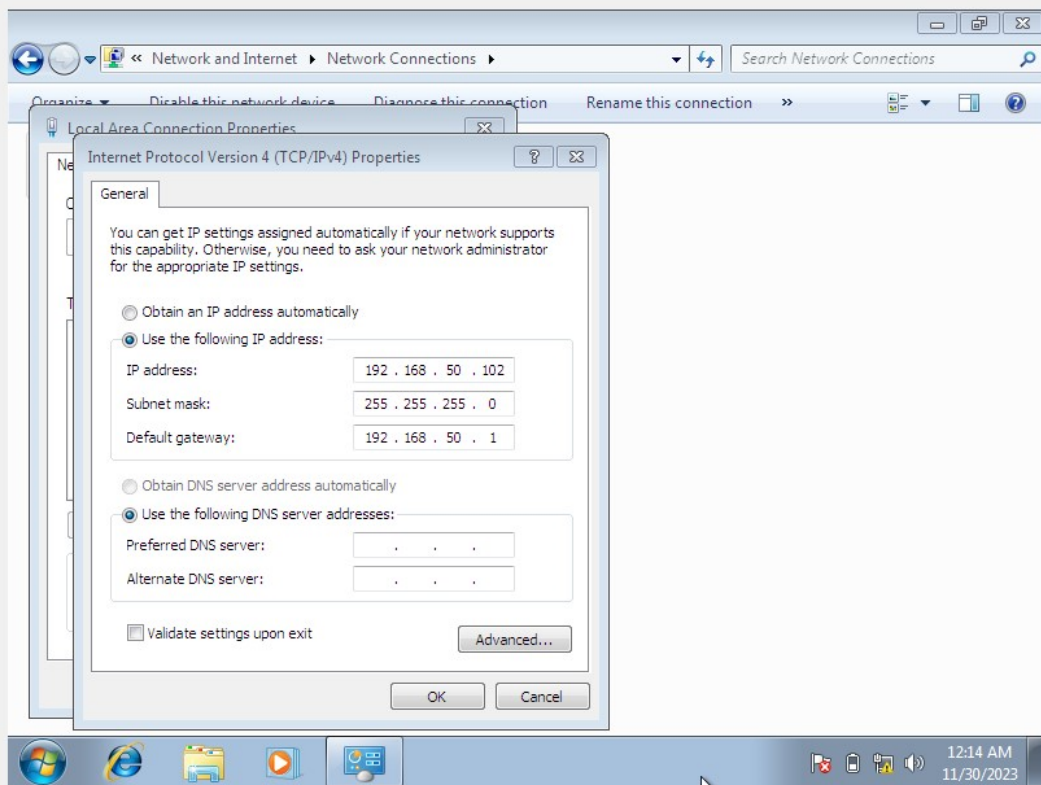 « Network and Internet ▸ Network Connections ▸
Search Network Connections
Organize Disable this network device Diagnose this connection Rename this connection »
Local Area Connection Properties
Internet Protocol Version 4 (TCP/IPv4) Properties
General
You can get IP settings assigned automatically if your network supports
this capability. Otherwise, you need to ask your network administrator
for the appropriate IP settings.
Obtain an IP address automatically
Use the following IP address:
IP address: 192 . 168 . 50 . 102
Subnet mask: 255 . 255 . 255 . 0
Default gateway: 192 . 168 . 50 . 1
Obtain DNS server address automatically
Use the following DNS server addresses:
Preferred DNS server: . . .
Alternate DNS server: . . .
Validate settings upon exit
Advanced...
OK Cancel
12:14 AM
11/30/2023